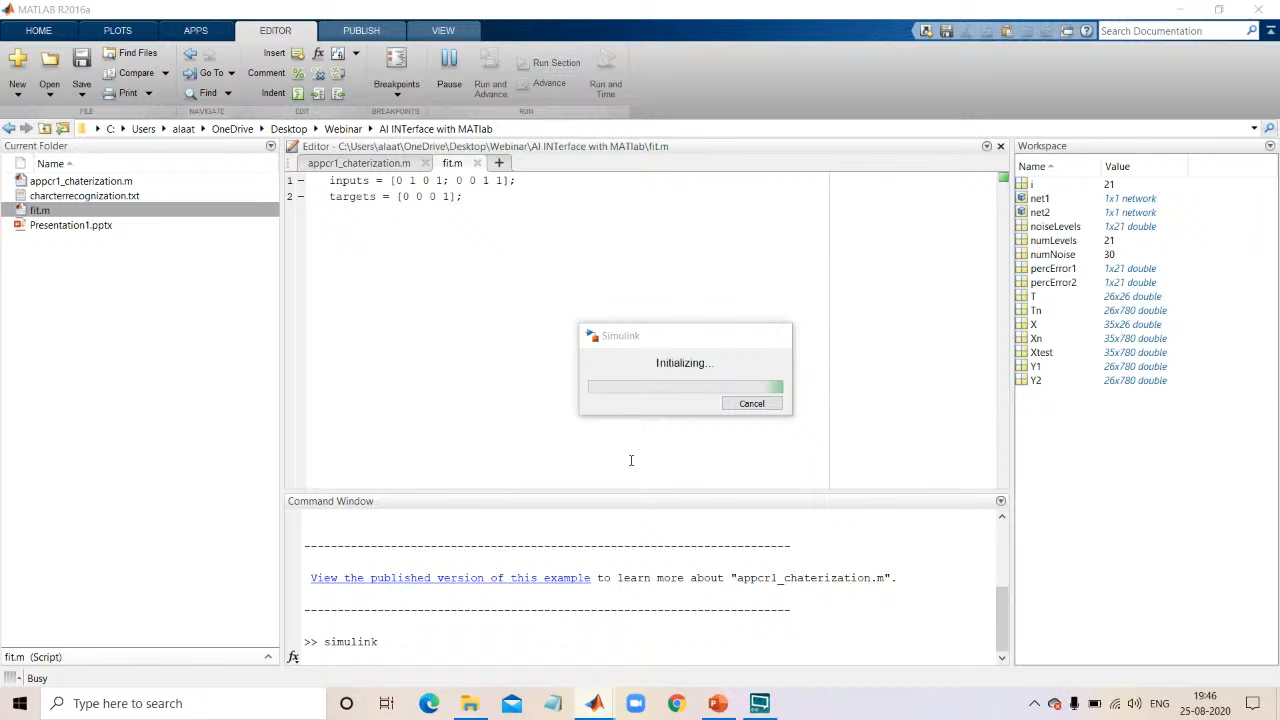 MATLAB R2016a
HOME PLOTS APPS EDITOR PUBLISH VIEW Search Documentation
Find Files Insert fx Run Section
Compare Go To Comment Advance
New Open Save Print Find Indent Breakpoints Pause Run and Advance Run and Time
FILE NAVIGATE EDIT BREAKPOINTS RUN
C: Users alaat OneDrive Desktop Webinar AI INTerface with MATlab
Current Folder
Name
appcr1_chaterization.m
charcterrecognization.txt
fit.m
Presentation1.pptx
fit.m (Script)
Editor - C:\Users\alaat\OneDrive\Desktop\Webinar\AI INTerface with MATlab\fit.m
appcr1_chaterization.m fit.m +
1 – inputs = [0 1 0 1; 0 0 1 1];
2 – targets = [0 0 0 1];
Simulink
Initializing...
Cancel
Command Window
--------------------------------------------------------------------------
View the published version of this example to learn more about "appcr1_chaterization.m".
--------------------------------------------------------------------------
>> simulink
fx
Workspace
Name Value
i 21
net1 1x1 network
net2 1x1 network
noiseLevels 1x21 double
numLevels 21
numNoise 30
percError1 1x21 double
percError2 1x21 double
T 26x26 double
Tn 26x780 double
X 35x26 double
Xn 35x780 double
Xtest 35x780 double
Y1 26x780 double
Y2 26x780 double
Busy
Type here to search
ENG
19:46
25-08-2020